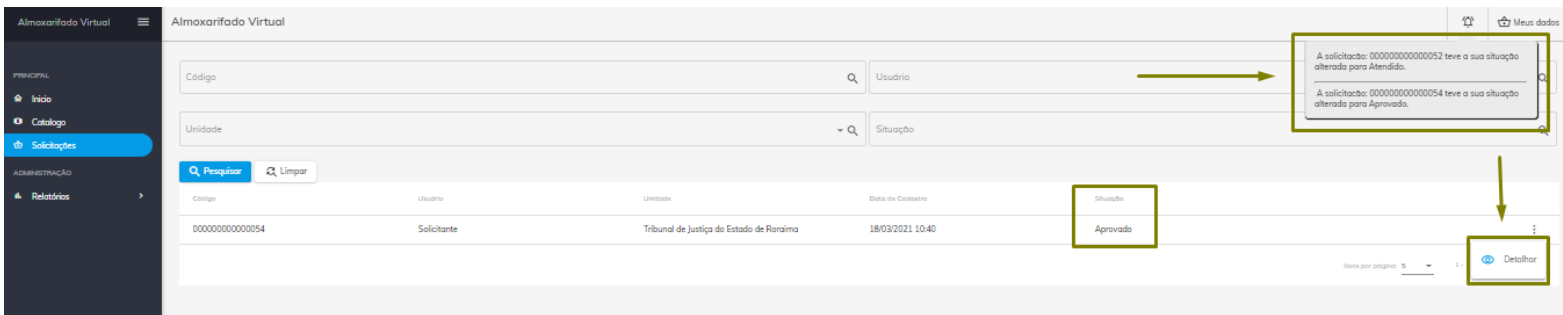 Almoxarifado Virtual
Almoxarifado Virtual
Meus dados
A solicitação: 000000000000052 teve a sua situação
alterada para Atendido.
A solicitação: 000000000000054 teve a sua situação
alterada para Aprovado.
PRINCIPAL
Inicio
Catalogo
Solicitações
ADMINISTRAÇÃO
Relatórios
Código
Usuário
Unidade
Situação
Pesquisar
Limpar
Código Usuário Unidade Data de Cadastro Situação
000000000000054 Solicitante Tribunal de Justiça do Estado de Roraima 18/03/2021 10:40 Aprovado
Itens por página: 5
1 -
Detalhar